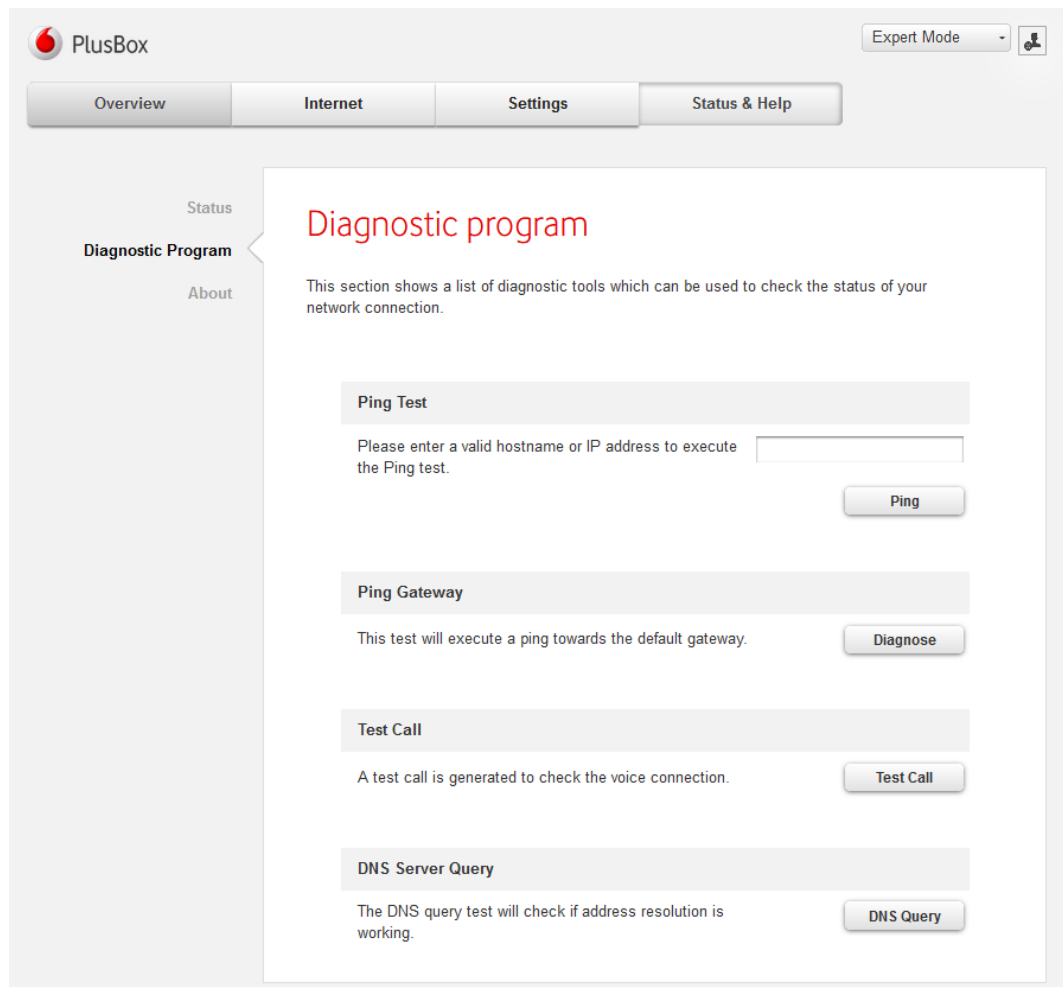 PlusBox
Expert Mode
Overview
Internet
Settings
Status & Help
Status
Diagnostic Program
About
Diagnostic program
This section shows a list of diagnostic tools which can be used to check the status of your
network connection.
Ping Test
Please enter a valid hostname or IP address to execute
the Ping test.
Ping
Ping Gateway
This test will execute a ping towards the default gateway.
Diagnose
Test Call
A test call is generated to check the voice connection.
Test Call
DNS Server Query
The DNS query test will check if address resolution is
working.
DNS Query